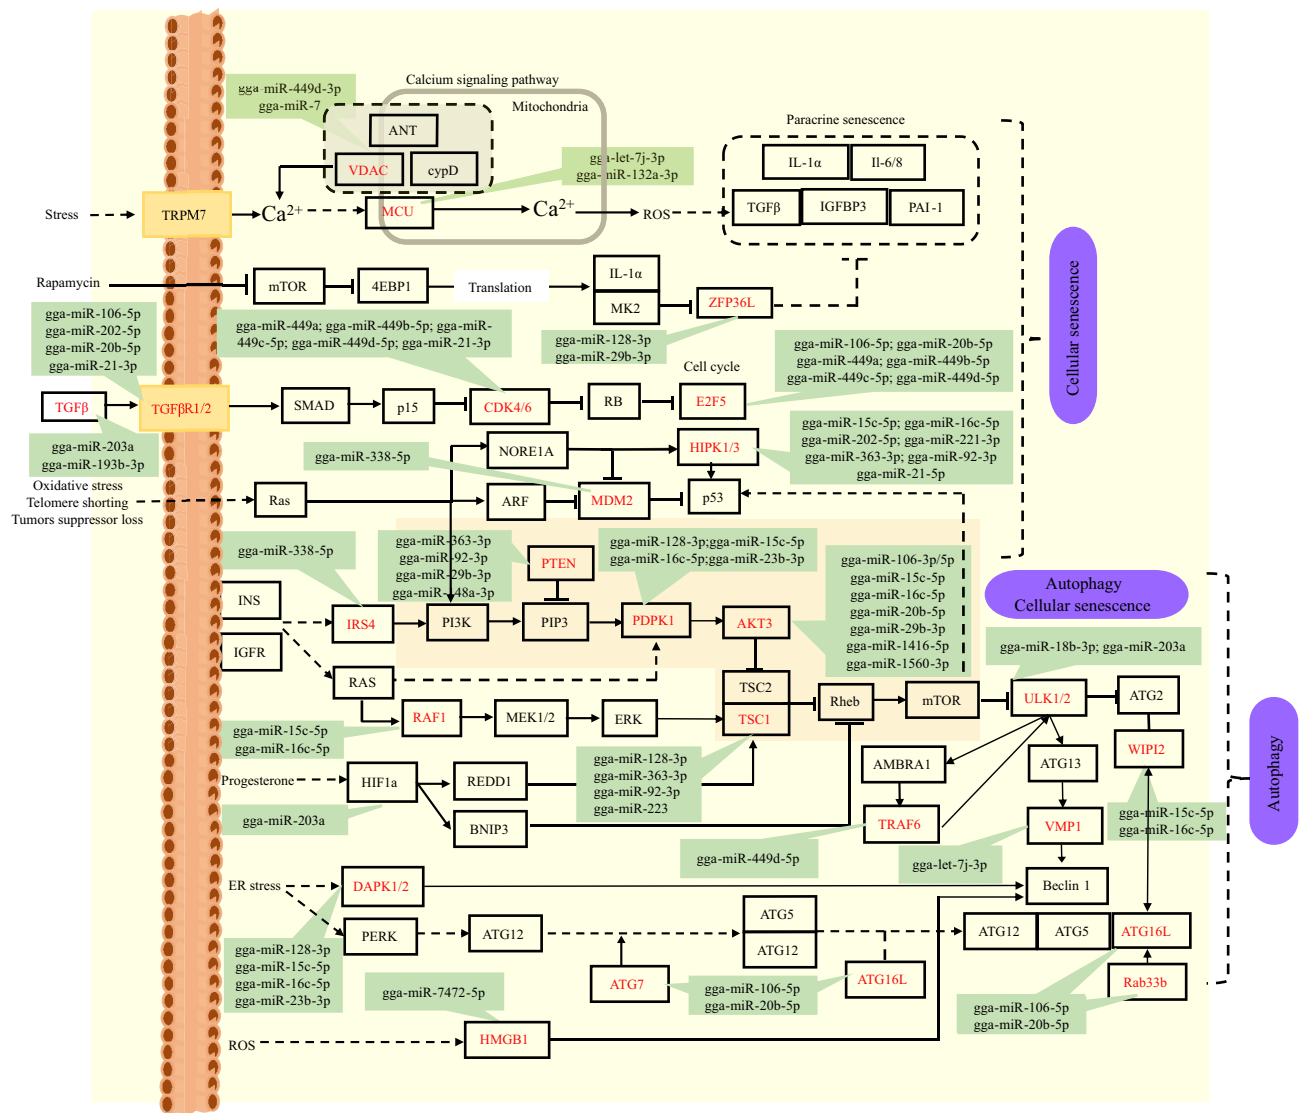 gga-miR-449d-3p
gga-miR-7
Calcium signaling pathway
Mitochondria
ANT
VDAC
cypD
gga-let-7j-3p
gga-miR-132a-3p
Paracrine senescence
IL-1α
Il-6/8
TGFβ
IGFBP3
PAI-1
Stress
TRPM7
Ca2+
MCU
Ca2+
ROS
Cellular senescence
Rapamycin
mTOR
4EBP1
Translation
IL-1α
MK2
ZFP36L
gga-miR-106-5p
gga-miR-202-5p
gga-miR-20b-5p
gga-miR-21-3p
gga-miR-449a; gga-miR-449b-5p; gga-miR-
449c-5p; gga-miR-449d-5p; gga-miR-21-3p
gga-miR-128-3p
gga-miR-29b-3p
gga-miR-106-5p; gga-miR-20b-5p
gga-miR-449a; gga-miR-449b-5p
gga-miR-449c-5p; gga-miR-449d-5p
Cell cycle
TGFβ
TGFβR1/2
SMAD
p15
CDK4/6
RB
E2F5
gga-miR-203a
gga-miR-193b-3p
gga-miR-338-5p
NORE1A
HIPK1/3
gga-miR-15c-5p; gga-miR-16c-5p
gga-miR-202-5p; gga-miR-221-3p
gga-miR-363-3p; gga-miR-92-3p
gga-miR-21-5p
Oxidative stress
Telomere shorting
Tumors suppressor loss
Ras
ARF
MDM2
p53
gga-miR-338-5p
gga-miR-363-3p
gga-miR-92-3p
gga-miR-29b-3p
gga-miR-148a-3p
PTEN
gga-miR-128-3p;gga-miR-15c-5p
gga-miR-16c-5p;gga-miR-23b-3p
gga-miR-106-3p/5p
gga-miR-15c-5p
gga-miR-16c-5p
gga-miR-20b-5p
gga-miR-29b-3p
gga-miR-1416-5p
gga-miR-1560-3p
Autophagy
Cellular senescence
INS
IGFR
IRS4
PI3K
PIP3
PDPK1
AKT3
gga-miR-18b-3p; gga-miR-203a
RAS
TSC2
TSC1
Rheb
mTOR
ULK1/2
ATG2
RAF1
MEK1/2
ERK
gga-miR-15c-5p
gga-miR-16c-5p
WIPI2
Autophagy
Progesterone
HIF1a
REDD1
BNIP3
gga-miR-128-3p
gga-miR-363-3p
gga-miR-92-3p
gga-miR-223
AMBRA1
ATG13
gga-miR-203a
TRAF6
VMP1
gga-miR-15c-5p
gga-miR-16c-5p
gga-miR-449d-5p
gga-let-7j-3p
ER stress
DAPK1/2
Beclin 1
PERK
ATG12
ATG5
ATG12
ATG12
ATG5
ATG16L
gga-miR-128-3p
gga-miR-15c-5p
gga-miR-16c-5p
gga-miR-23b-3p
ATG7
gga-miR-106-5p
gga-miR-20b-5p
ATG16L
Rab33b
gga-miR-7472-5p
gga-miR-106-5p
gga-miR-20b-5p
ROS
HMGB1